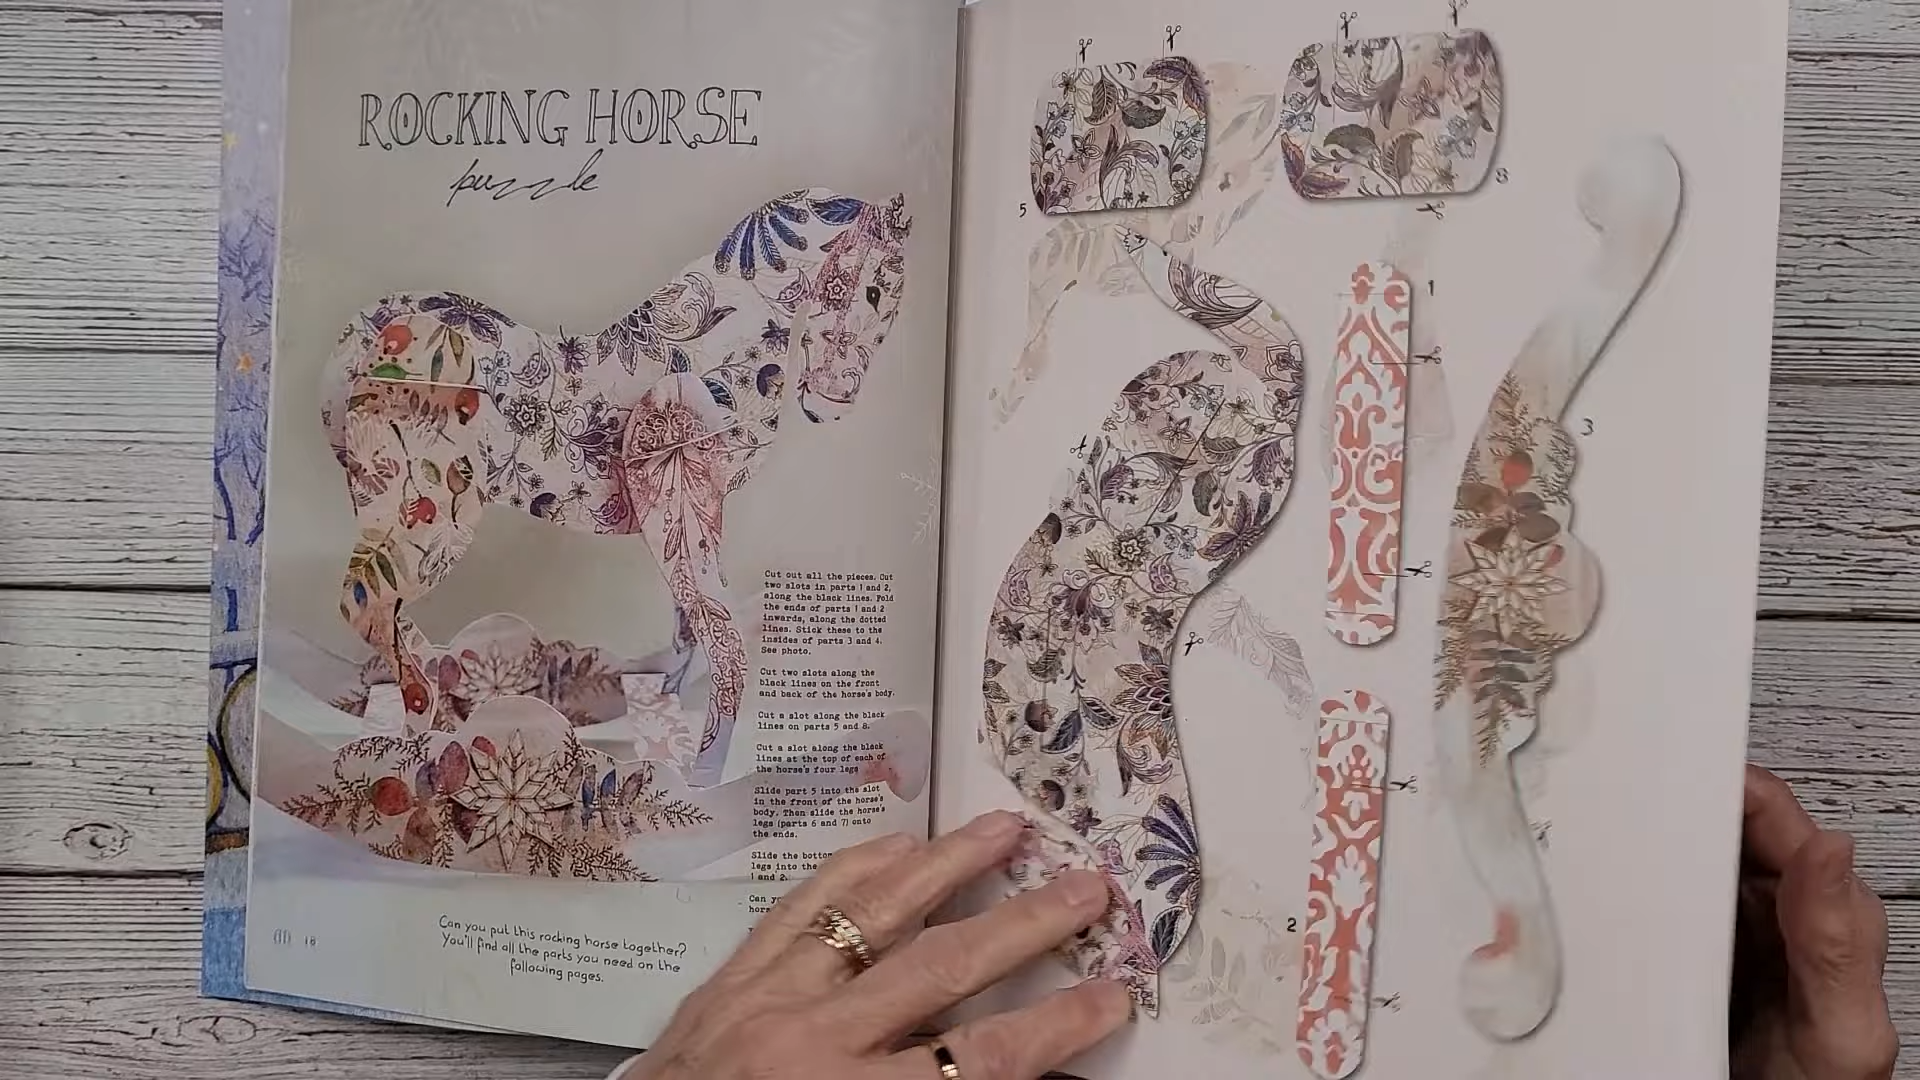 ROCKING HORSE
puzzle
Cut out all the pieces. Cut
two slots in parts 1 and 2,
along the black lines. Fold
the ends of parts 1 and 2
inwards, along the dotted
lines. Stick these to the
insides of parts 3 and 4.
See photo.
Cut two slots along the
black lines on the front
and back of the horse's body.
Cut a slot along the black
lines on parts 5 and 8.
Cut a slot along the black
lines at the top of each of
the horse's four legs
Slide part 5 into the slot
in the front of the horse's
body. Then slide the horse's
legs (parts 6 and 7) onto
the ends.
Slide the bottom
legs into the
1 and 2.
Can
Can you put this rocking horse together?
You'll find all the parts you need on the
following pages.
18
5
8
1
3
2